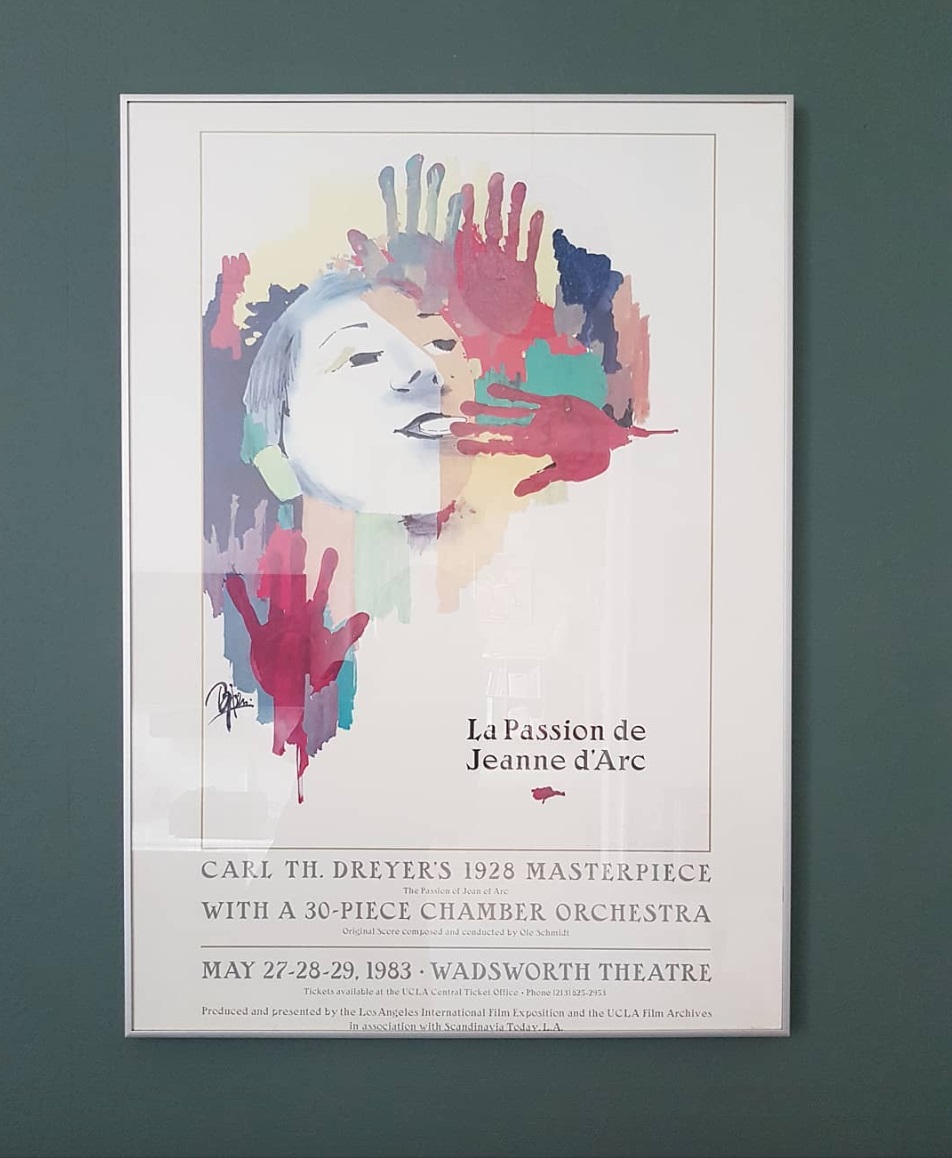 La Passion de
Jeanne d'Arc
CARL TH. DREYER'S 1928 MASTERPIECE
The Passion of Joan of Arc
WITH A 30-PIECE CHAMBER ORCHESTRA
Original Score composed and conducted by Ole Schmidt
MAY 27-28-29, 1983 · WADSWORTH THEATRE
Tickets available at the UCLA Central Ticket Office • Phone (213) 825-2953
Produced and presented by the Los Angeles International Film Exposition and the UCLA Film Archives
in association with Scandinavia Today, L.A.